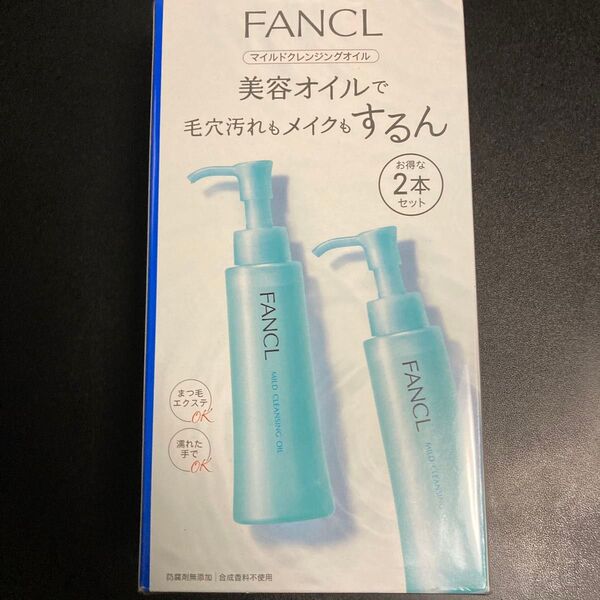 FANCL
マイルドクレンジングオイル
美容オイルで
毛穴汚れもメイクもするん
お得な
2本
セット
FANCL
MILD CLEANSING OIL
FANCL
MILD CLEANSING
まつ毛
エクステ
OK
濡れた
手で
OK
防腐剤無添加|合成香料不使用